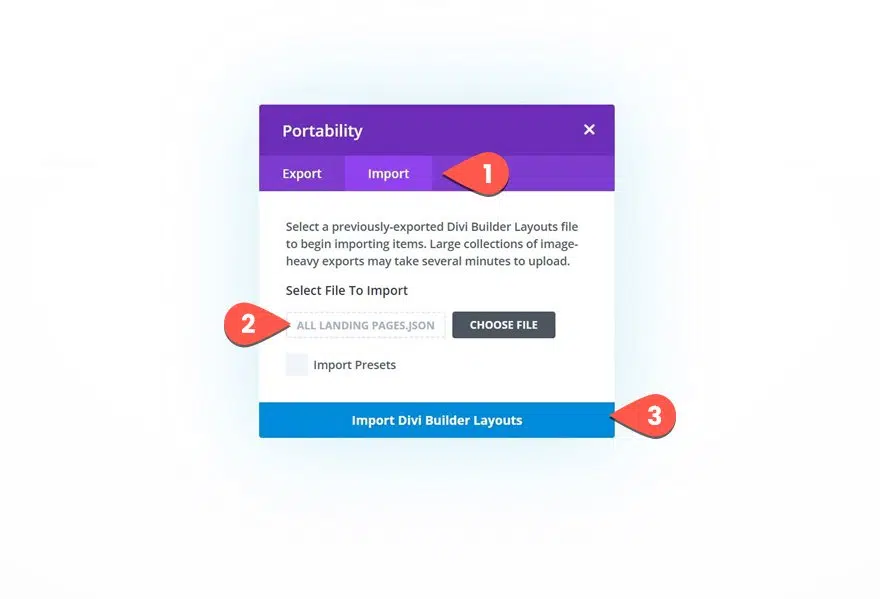 Portability
Export
Import
1
Select a previously-exported Divi Builder Layouts file
to begin importing items. Large collections of image-
heavy exports may take several minutes to upload.
Select File To Import
2
ALL LANDING PAGES.JSON
CHOOSE FILE
Import Presets
Import Divi Builder Layouts
3